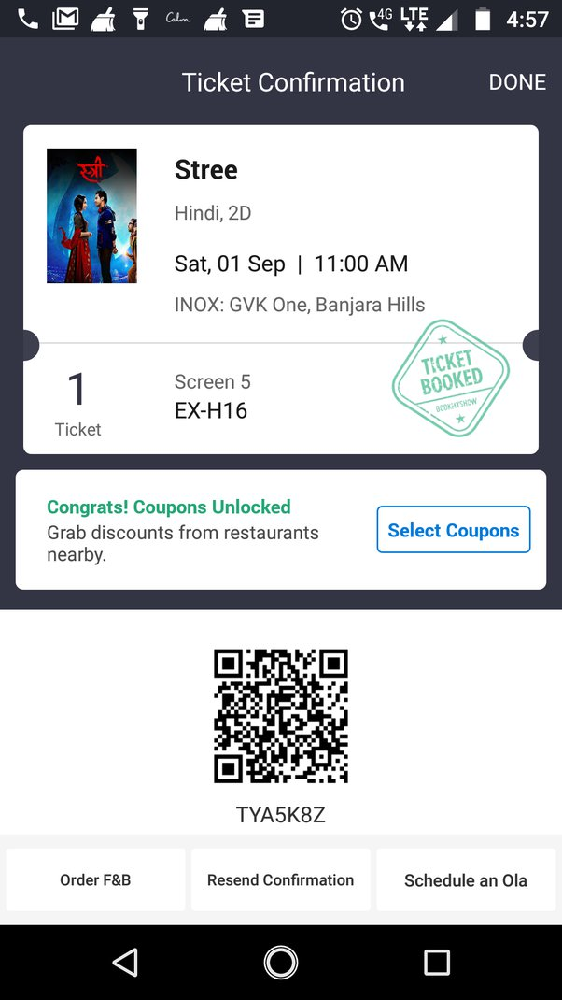 Calm
4G
LTE
4:57
Ticket Confirmation
DONE
स्त्री
Stree
Hindi, 2D
Sat, 01 Sep | 11:00 AM
INOX: GVK One, Banjara Hills
1
Ticket
Screen 5
EX-H16
TICKET
BOOKED
BOOKMYSHOW
Congrats! Coupons Unlocked
Grab discounts from restaurants
nearby.
Select Coupons
TYA5K8Z
Order F&B
Resend Confirmation
Schedule an Ola